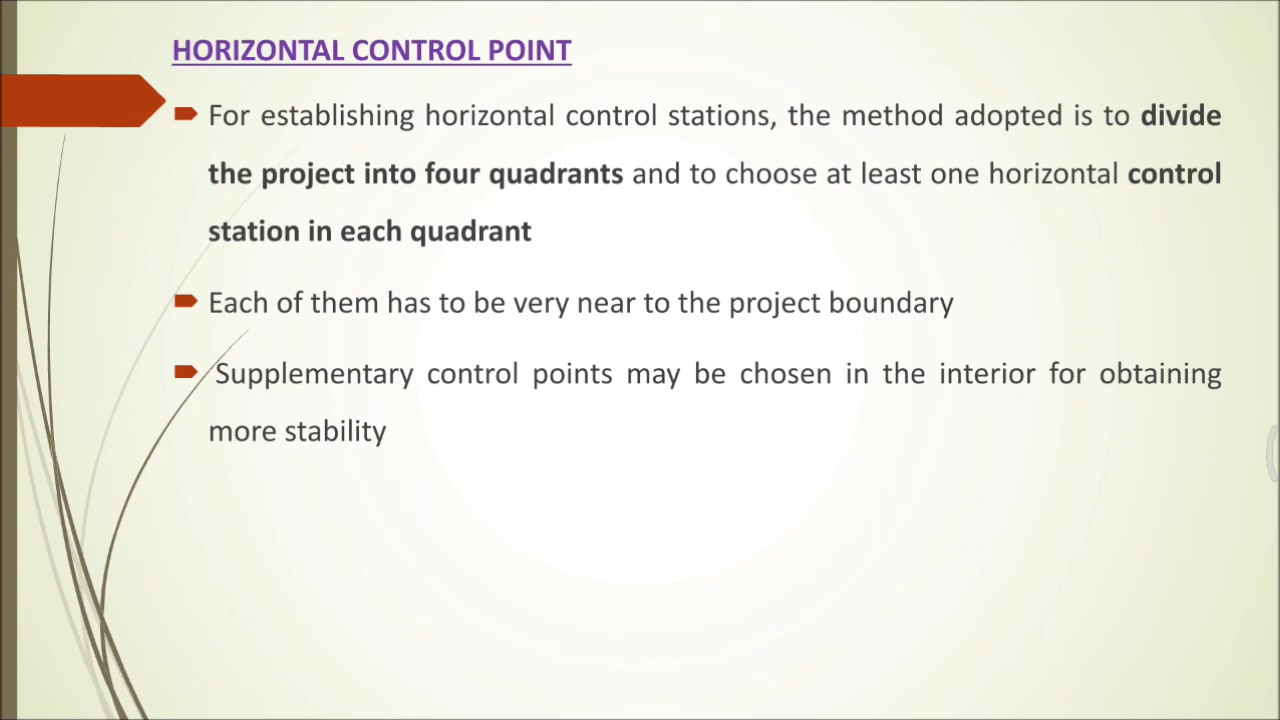 HORIZONTAL CONTROL POINT
For establishing horizontal control stations, the method adopted is to divide
the project into four quadrants and to choose at least one horizontal control
station in each quadrant
Each of them has to be very near to the project boundary
Supplementary control points may be chosen in the interior for obtaining
more stability